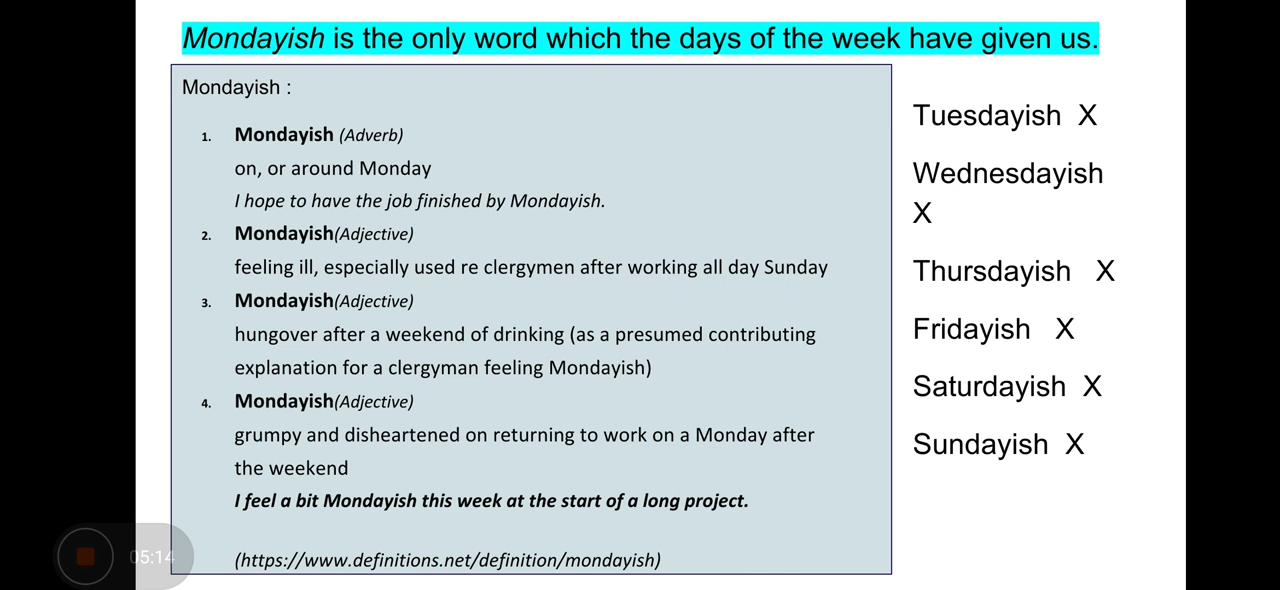 Mondayish is the only word which the days of the week have given us.
Mondayish :
1. Mondayish (Adverb)
on, or around Monday
I hope to have the job finished by Mondayish.
2. Mondayish(Adjective)
feeling ill, especially used re clergymen after working all day Sunday
3. Mondayish(Adjective)
hungover after a weekend of drinking (as a presumed contributing
explanation for a clergyman feeling Mondayish)
4. Mondayish(Adjective)
grumpy and disheartened on returning to work on a Monday after
the weekend
I feel a bit Mondayish this week at the start of a long project.
(https://www.definitions.net/definition/mondayish)
Tuesdayish X
Wednesdayish
X
Thursdayish X
Fridayish X
Saturdayish X
Sundayish X
05:14